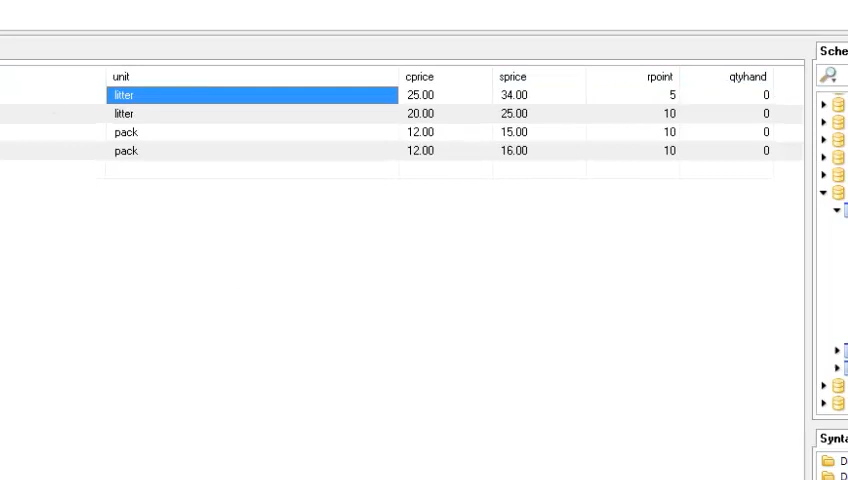 Sche
unit cprice sprice rpoint qtyhand
litter 25.00 34.00 5 0
litter 20.00 25.00 10 0
pack 12.00 15.00 10 0
pack 12.00 16.00 10 0
Synta
D
D